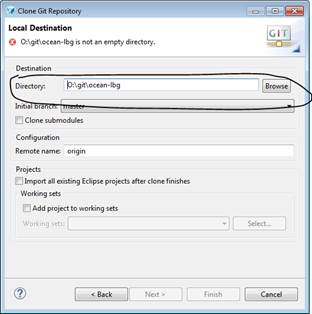 Clone Git Repository
Local Destination
O:\git\ocean-lbg is not an empty directory.
GIT
Destination
Directory: O:\git\ocean-lbg Browse
Initial branch: master
Clone submodules
Configuration
Remote name: origin
Projects
Import all existing Eclipse projects after clone finishes
Working sets
Add project to working sets
Working sets: Select...
? < Back Next > Finish Cancel